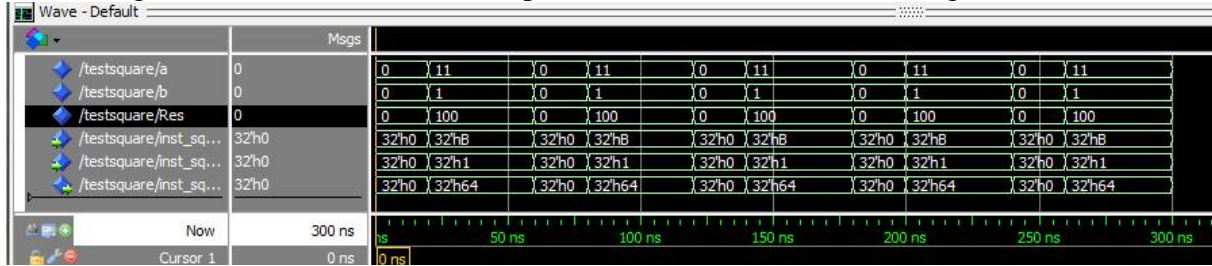 Wave - Default
Msgs
/testsquare/a 0 0 11 0 11 0 11 0 11 0 11
/testsquare/b 0 0 1 0 1 0 1 0 1 0 1
/testsquare/Res 0 0 100 0 100 0 100 0 100 0 100
/testsquare/inst_sq... 32'h0 32'h0 32'hB 32'h0 32'hB 32'h0 32'hB 32'h0 32'hB 32'h0 32'hB
/testsquare/inst_sq... 32'h0 32'h0 32'h1 32'h0 32'h1 32'h0 32'h1 32'h0 32'h1 32'h0 32'h1
/testsquare/inst_sq... 32'h0 32'h0 32'h64 32'h0 32'h64 32'h0 32'h64 32'h0 32'h64 32'h0 32'h64
Now 300 ns ns 50 ns 100 ns 150 ns 200 ns 250 ns 300 ns
Cursor 1 0 ns 0 ns